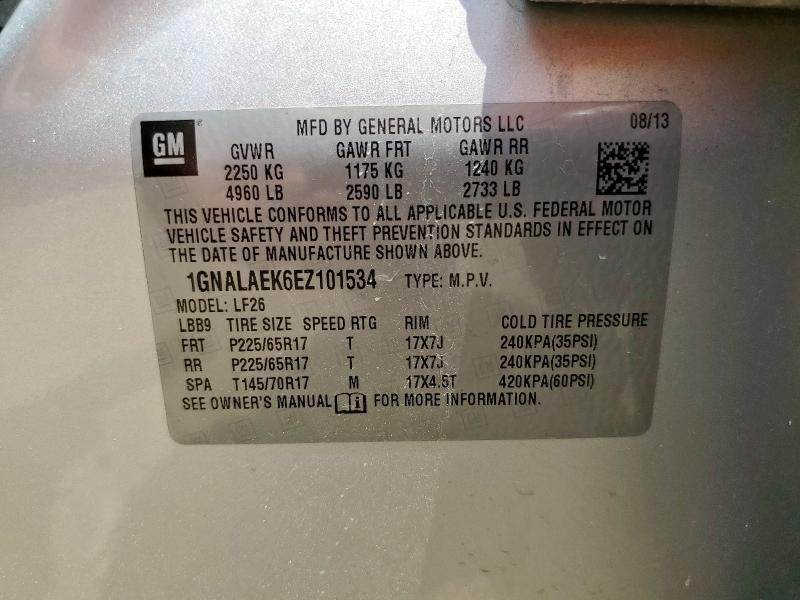 GM
MFD BY GENERAL MOTORS LLC 08/13
GVWR GAWR FRT GAWR RR
2250 KG 1175 KG 1240 KG
4960 LB 2590 LB 2733 LB
THIS VEHICLE CONFORMS TO ALL APPLICABLE U.S. FEDERAL MOTOR
VEHICLE SAFETY AND THEFT PREVENTION STANDARDS IN EFFECT ON
THE DATE OF MANUFACTURE SHOWN ABOVE.
1GNALAEK6EZ101534 TYPE: M.P.V.
MODEL: LF26
LBB9 TIRE SIZE SPEED RTG RIM COLD TIRE PRESSURE
FRT P225/65R17 T 17X7J 240KPA(35PSI)
RR P225/65R17 T 17X7J 240KPA(35PSI)
SPA T145/70R17 M 17X4.5T 420KPA(60PSI)
SEE OWNER'S MANUAL FOR MORE INFORMATION.